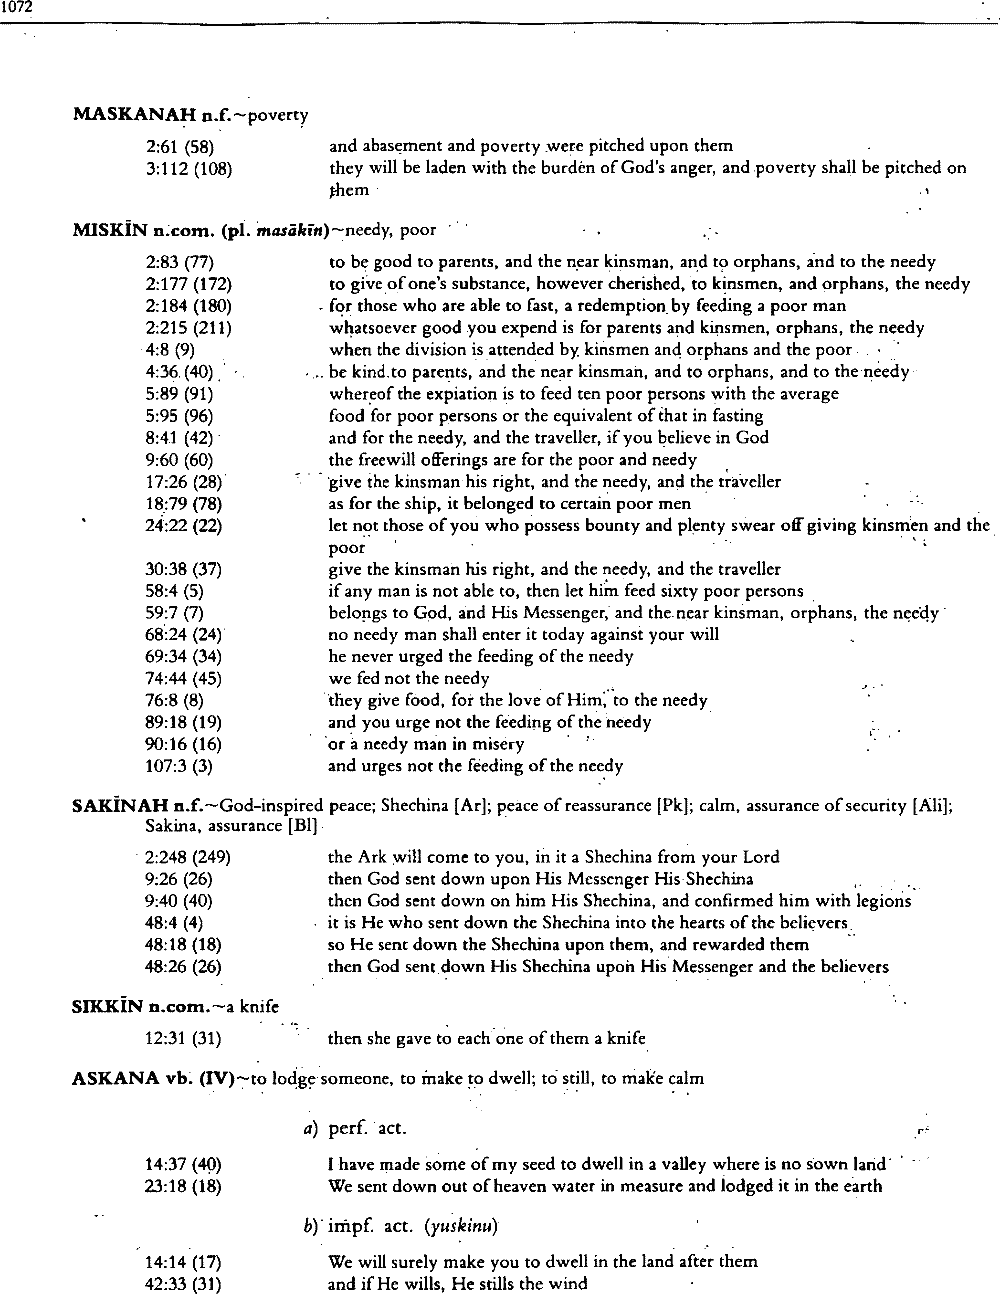 1072
MASKANAH n.f.~poverty
2:61 (58) and abasement and poverty were pitched upon them
3:112 (108) they will be laden with the burden of God's anger, and poverty shall be pitched on
them
MISKĪN n.com. (pl. masākīn)~needy, poor
2:83 (77) to be good to parents, and the near kinsman, and to orphans, and to the needy
2:177 (172) to give of one's substance, however cherished, to kinsmen, and orphans, the needy
2:184 (180) for those who are able to fast, a redemption by feeding a poor man
2:215 (211) whatsoever good you expend is for parents and kinsmen, orphans, the needy
4:8 (9) when the division is attended by kinsmen and orphans and the poor
4:36 (40) be kind to parents, and the near kinsman, and to orphans, and to the needy
5:89 (91) whereof the expiation is to feed ten poor persons with the average
5:95 (96) food for poor persons or the equivalent of that in fasting
8:41 (42) and for the needy, and the traveller, if you believe in God
9:60 (60) the freewill offerings are for the poor and needy
17:26 (28) give the kinsman his right, and the needy, and the traveller
18:79 (78) as for the ship, it belonged to certain poor men
24:22 (22) let not those of you who possess bounty and plenty swear off giving kinsmen and the
poor
30:38 (37) give the kinsman his right, and the needy, and the traveller
58:4 (5) if any man is not able to, then let him feed sixty poor persons
59:7 (7) belongs to God, and His Messenger, and the near kinsman, orphans, the needy
68:24 (24) no needy man shall enter it today against your will
69:34 (34) he never urged the feeding of the needy
74:44 (45) we fed not the needy
76:8 (8) they give food, for the love of Him, to the needy
89:18 (19) and you urge not the feeding of the needy
90:16 (16) or a needy man in misery
107:3 (3) and urges not the feeding of the needy
SAKĪNAH n.f.~God-inspired peace; Shechina [Ar]; peace of reassurance [Pk]; calm, assurance of security [Ali];
Sakina, assurance [Bl]
2:248 (249) the Ark will come to you, in it a Shechina from your Lord
9:26 (26) then God sent down upon His Messenger His Shechina
9:40 (40) then God sent down on him His Shechina, and confirmed him with legions
48:4 (4) it is He who sent down the Shechina into the hearts of the believers
48:18 (18) so He sent down the Shechina upon them, and rewarded them
48:26 (26) then God sent down His Shechina upon His Messenger and the believers
SIKKĪN n.com.~a knife
12:31 (31) then she gave to each one of them a knife
ASKANA vb. (IV)~to lodge someone, to make to dwell; to still, to make calm
a) perf. act.
14:37 (40) I have made some of my seed to dwell in a valley where is no sown land
23:18 (18) We sent down out of heaven water in measure and lodged it in the earth
b) impf. act. (yuskinu)
14:14 (17) We will surely make you to dwell in the land after them
42:33 (31) and if He wills, He stills the wind